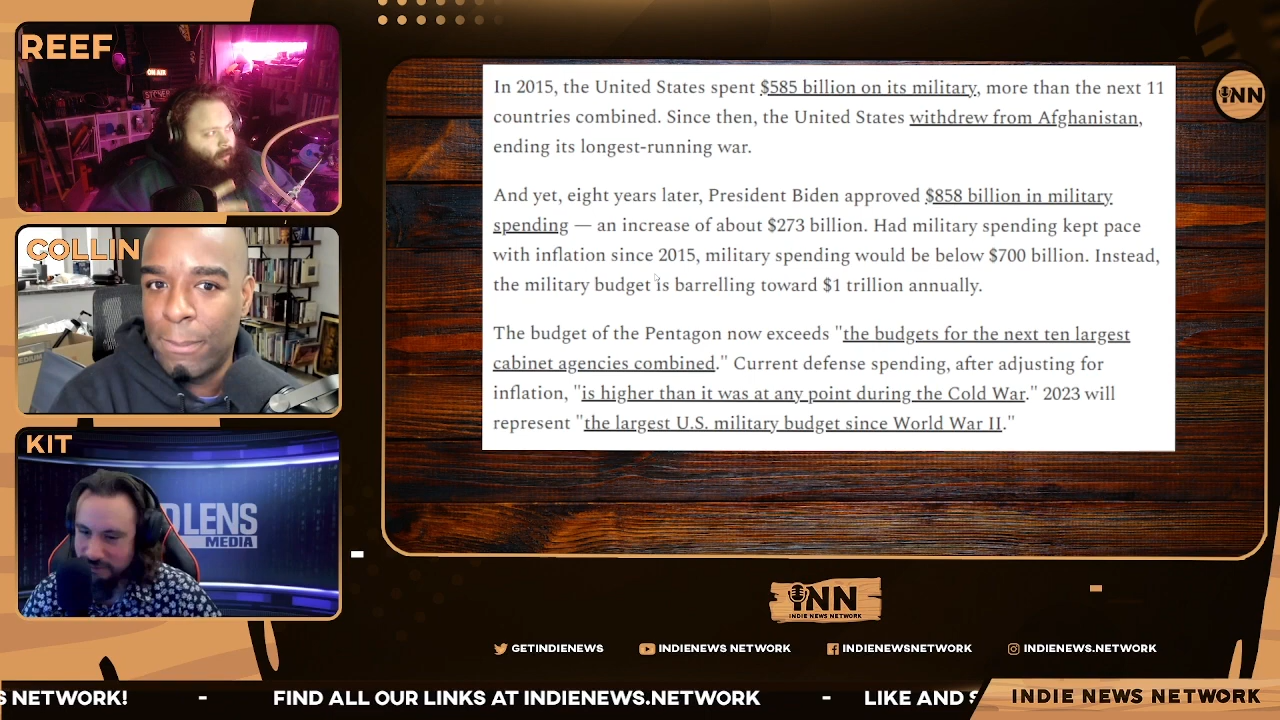 REEF
ON AIR
COLLIN
KIT
DLENS
MEDIA
In 2015, the United States spent $585 billion on its military, more than the next 11
countries combined. Since then, the United States withdrew from Afghanistan,
ending its longest-running war.
And yet, eight years later, President Biden approved $858 billion in military
spending — an increase of about $273 billion. Had military spending kept pace
with inflation since 2015, military spending would be below $700 billion. Instead,
the military budget is barrelling toward $1 trillion annually.
The budget of the Pentagon now exceeds "the budgets for the next ten largest
cabinet agencies combined." Current defense spending, after adjusting for
inflation, "is higher than it was at any point during the Cold War." 2023 will
represent "the largest U.S. military budget since World War II."
INN
INN
INDIE NEWS NETWORK
GETINDIENEWS
INDIENEWS NETWORK
INDIENEWSNETWORK
INDIENEWS.NETWORK
S NETWORK! - FIND ALL OUR LINKS AT INDIENEWS.NETWORK - LIKE AND S
INDIE NEWS NETWORK